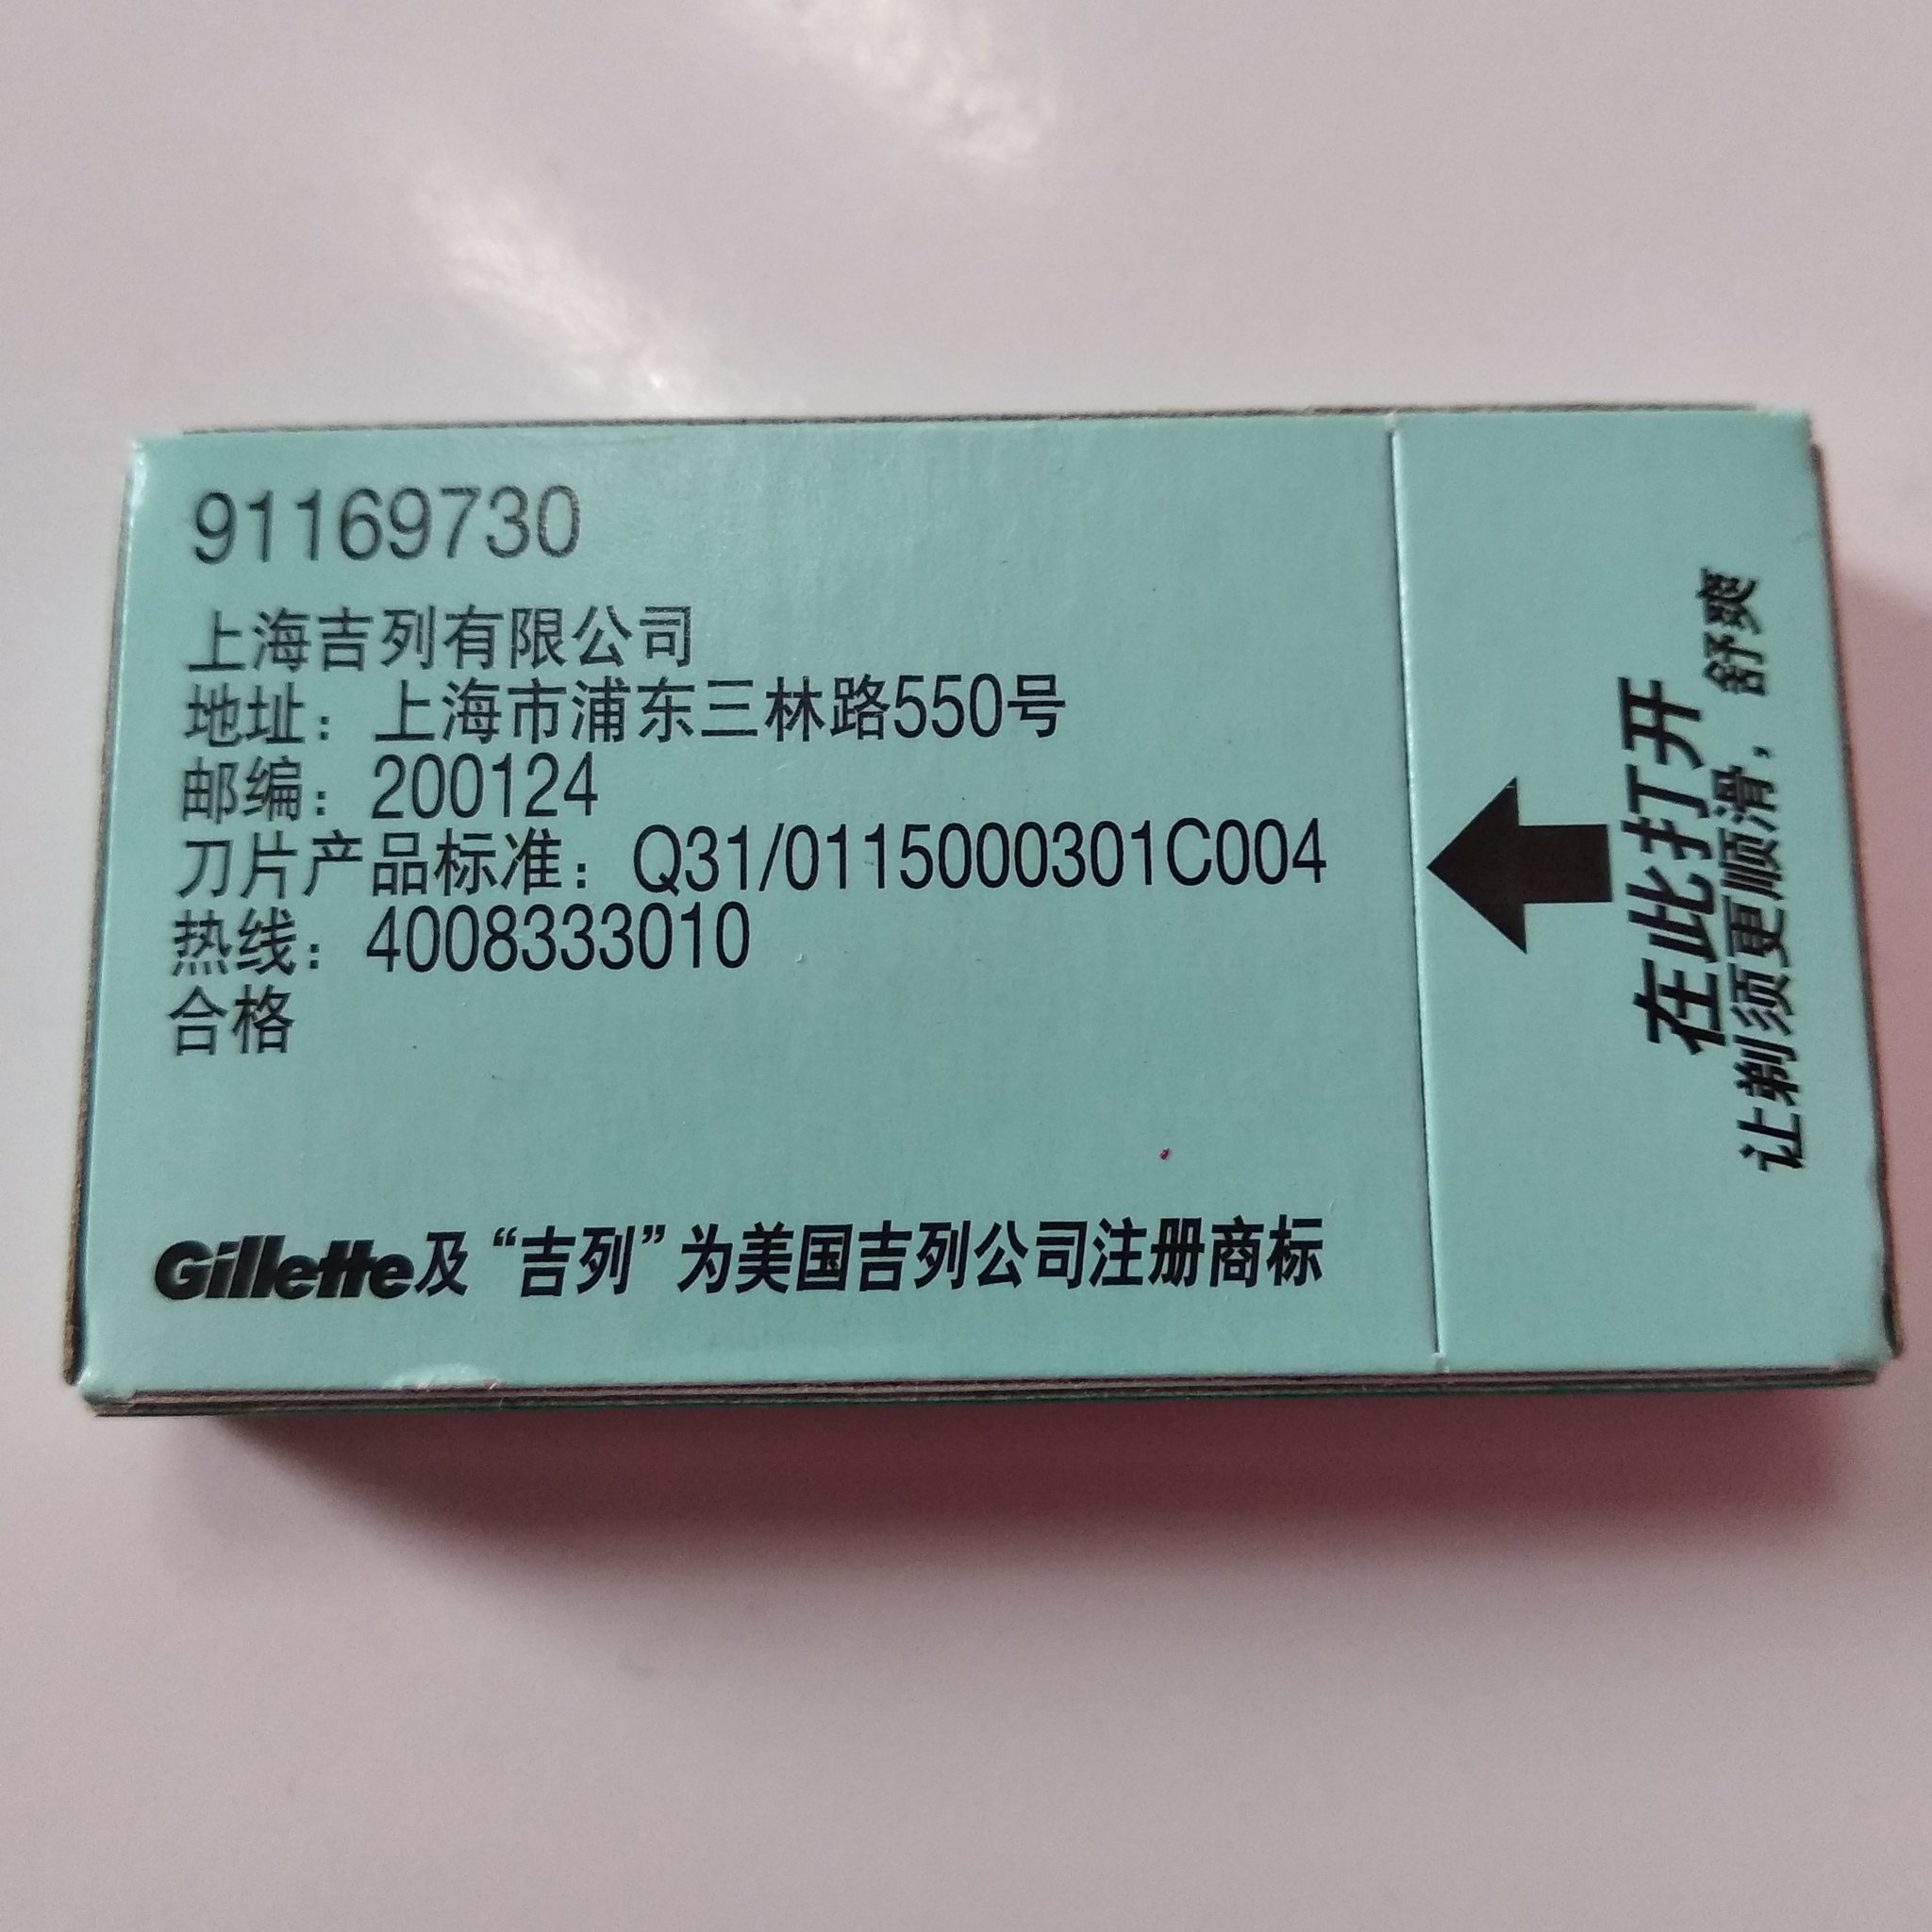 91169730
上海吉列有限公司
地址：上海市浦东三林路550号
邮编：200124
刀片产品标准：Q31/0115000301C004
热线：4008333010
合格
Gillette及“吉列”为美国吉列公司注册商标
在此打开
让剃须更顺滑，舒爽